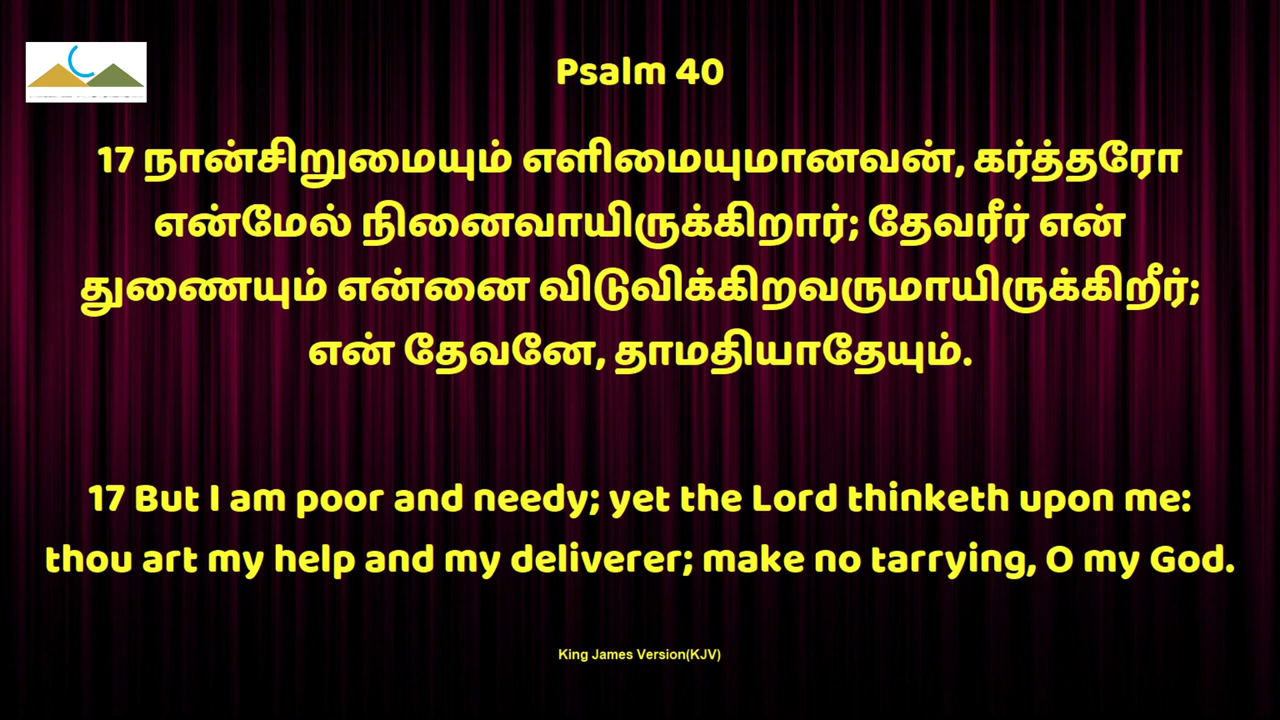 Psalm 40
17 நான்சிறுமையும் எளிமையுமானவன், கர்த்தரோ
என்மேல் நினைவாயிருக்கிறார்; தேவரீர் என்
துணையும் என்னை விடுவிக்கிறவருமாயிருக்கிறீர்;
என் தேவனே, தாமதியாதேயும்.
17 But I am poor and needy; yet the Lord thinketh upon me:
thou art my help and my deliverer; make no tarrying, O my God.
King James Version(KJV)